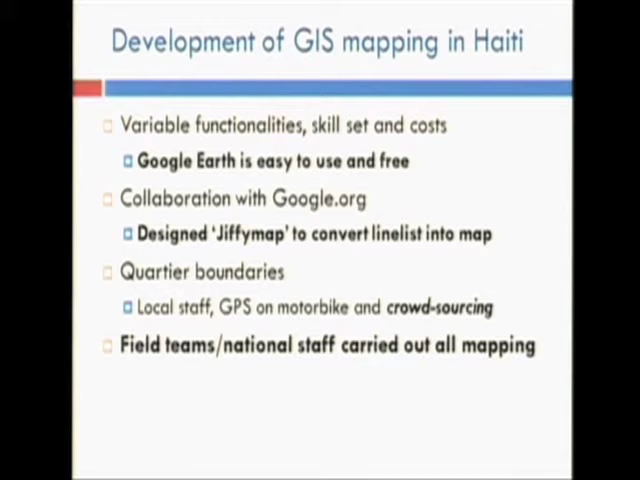 Development of GIS mapping in Haiti
Variable functionalities, skill set and costs
Google Earth is easy to use and free
Collaboration with Google.org
Designed 'Jiffymap' to convert linelist into map
Quartier boundaries
Local staff, GPS on motorbike and crowd-sourcing
Field teams/national staff carried out all mapping